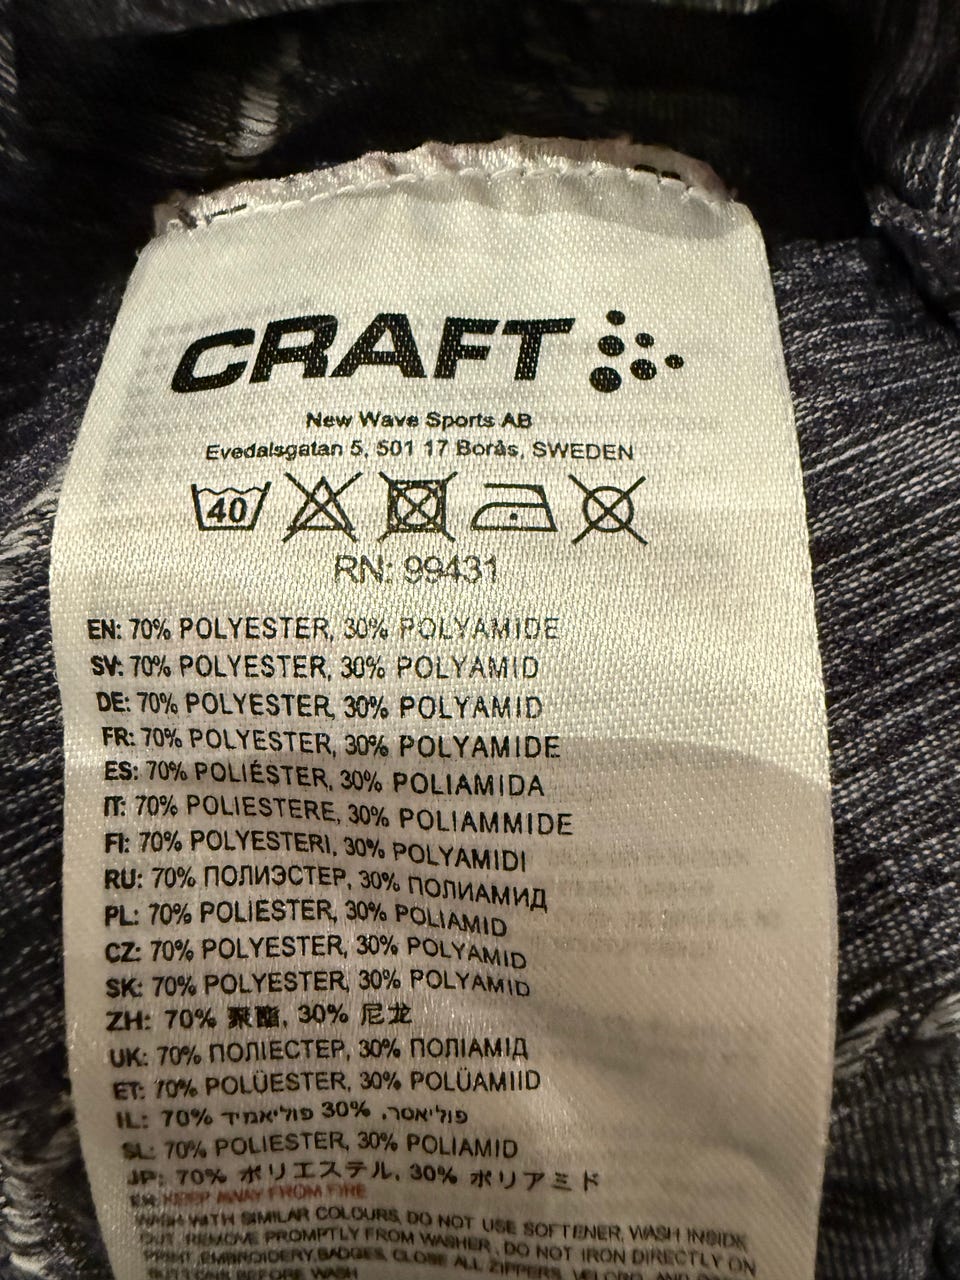 CRAFT
New Wave Sports AB
Evedalsgatan 5, 501 17 Borås, SWEDEN
40
RN: 99431
EN: 70% POLYESTER, 30% POLYAMIDE
SV: 70% POLYESTER, 30% POLYAMID
DE: 70% POLYESTER, 30% POLYAMID
FR: 70% POLYESTER, 30% POLYAMIDE
ES: 70% POLIÉSTER, 30% POLIAMIDA
IT: 70% POLIESTERE, 30% POLIAMMIDE
FI: 70% POLYESTERI, 30% POLYAMIDI
RU: 70% ПОЛИЭСТЕР, 30% ПОЛИАМИД
PL: 70% POLIESTER, 30% POLIAMID
CZ: 70% POLYESTER, 30% POLYAMID
SK: 70% POLYESTER, 30% POLYAMID
ZH: 70% 聚酯, 30% 尼龙
UK: 70% ПОЛІЕСТЕР, 30% ПОЛІАМІД
ET: 70% POLÜESTER, 30% POLÜAMIID
IL: 70% פוליאסר, 30% פוליאמיד
SL: 70% POLIESTER, 30% POLIAMID
JP: 70% ポリエステル, 30% ポリアミド
EN: KEEP AWAY FROM FIRE
WASH WITH SIMILAR COLOURS, DO NOT USE SOFTENER, WASH INSIDE
OUT, REMOVE PROMPTLY FROM WASHER, DO NOT IRON DIRECTLY ON
PRINT, EMBROIDERY, BADGES, CLOSE ALL ZIPPERS, VELCRO, AND
BUTTONS BEFORE WASH